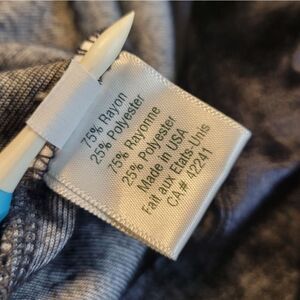 75% Rayon
25% Polyester
75% Rayonne
25% Polyester
Made in USA
Fait aux Etats-Unis
CA# 42241